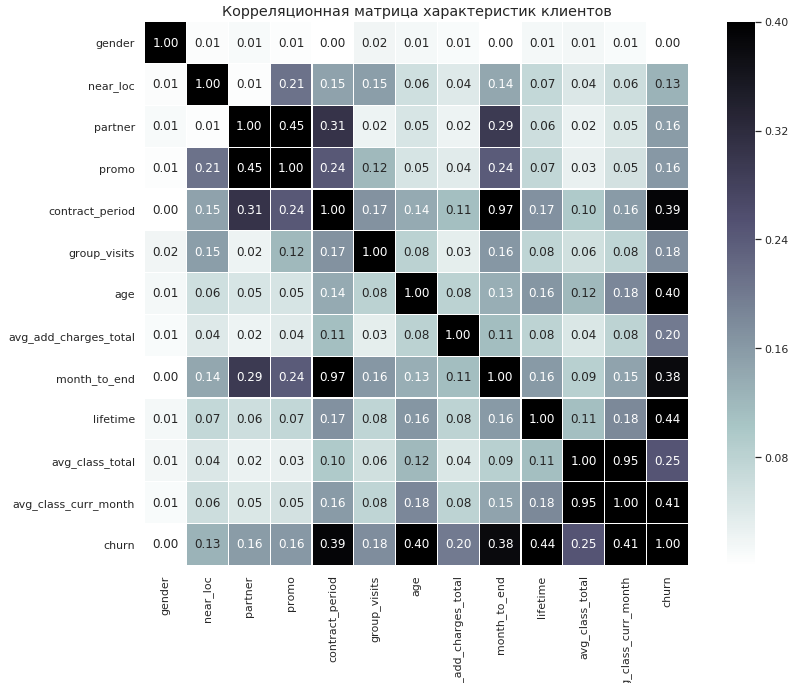 Корреляционная матрица характеристик клиентов
gender 1.00 0.01 0.01 0.01 0.00 0.02 0.01 0.01 0.00 0.01 0.01 0.01 0.00
near_loc 0.01 1.00 0.01 0.21 0.15 0.15 0.06 0.04 0.14 0.07 0.04 0.06 0.13
partner 0.01 0.01 1.00 0.45 0.31 0.02 0.05 0.02 0.29 0.06 0.02 0.05 0.16
promo 0.01 0.21 0.45 1.00 0.24 0.12 0.05 0.04 0.24 0.07 0.03 0.05 0.16
contract_period 0.00 0.15 0.31 0.24 1.00 0.17 0.14 0.11 0.97 0.17 0.10 0.16 0.39
group_visits 0.02 0.15 0.02 0.12 0.17 1.00 0.08 0.03 0.16 0.08 0.06 0.08 0.18
age 0.01 0.06 0.05 0.05 0.14 0.08 1.00 0.08 0.13 0.16 0.12 0.18 0.40
avg_add_charges_total 0.01 0.04 0.02 0.04 0.11 0.03 0.08 1.00 0.11 0.08 0.04 0.08 0.20
month_to_end 0.00 0.14 0.29 0.24 0.97 0.16 0.13 0.11 1.00 0.16 0.09 0.15 0.38
lifetime 0.01 0.07 0.06 0.07 0.17 0.08 0.16 0.08 0.16 1.00 0.11 0.18 0.44
avg_class_total 0.01 0.04 0.02 0.03 0.10 0.06 0.12 0.04 0.09 0.11 1.00 0.95 0.25
avg_class_curr_month 0.01 0.06 0.05 0.05 0.16 0.08 0.18 0.08 0.15 0.18 0.95 1.00 0.41
churn 0.00 0.13 0.16 0.16 0.39 0.18 0.40 0.20 0.38 0.44 0.25 0.41 1.00
gender
near_loc
partner
promo
contract_period
group_visits
age
_add_charges_total
month_to_end
lifetime
avg_class_total
g_class_curr_month
churn
0.40
0.32
0.24
0.16
0.08